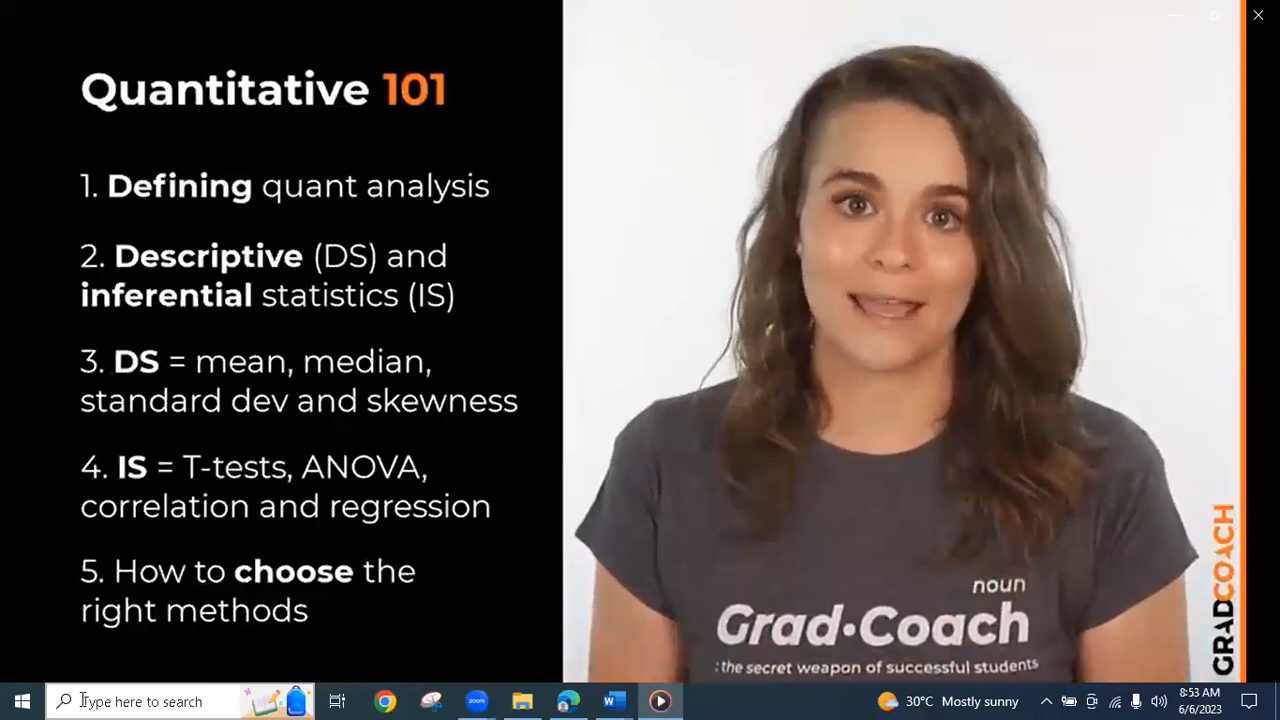 Quantitative 101
1. Defining quant analysis
2. Descriptive (DS) and
inferential statistics (IS)
3. DS = mean, median,
standard dev and skewness
4. IS = T-tests, ANOVA,
correlation and regression
5. How to choose the
right methods
noun
Grad•Coach
: the secret weapon of successful students
GRADCOACH
Type here to search
zoom
W
30°C Mostly sunny
8:53 AM
6/6/2023